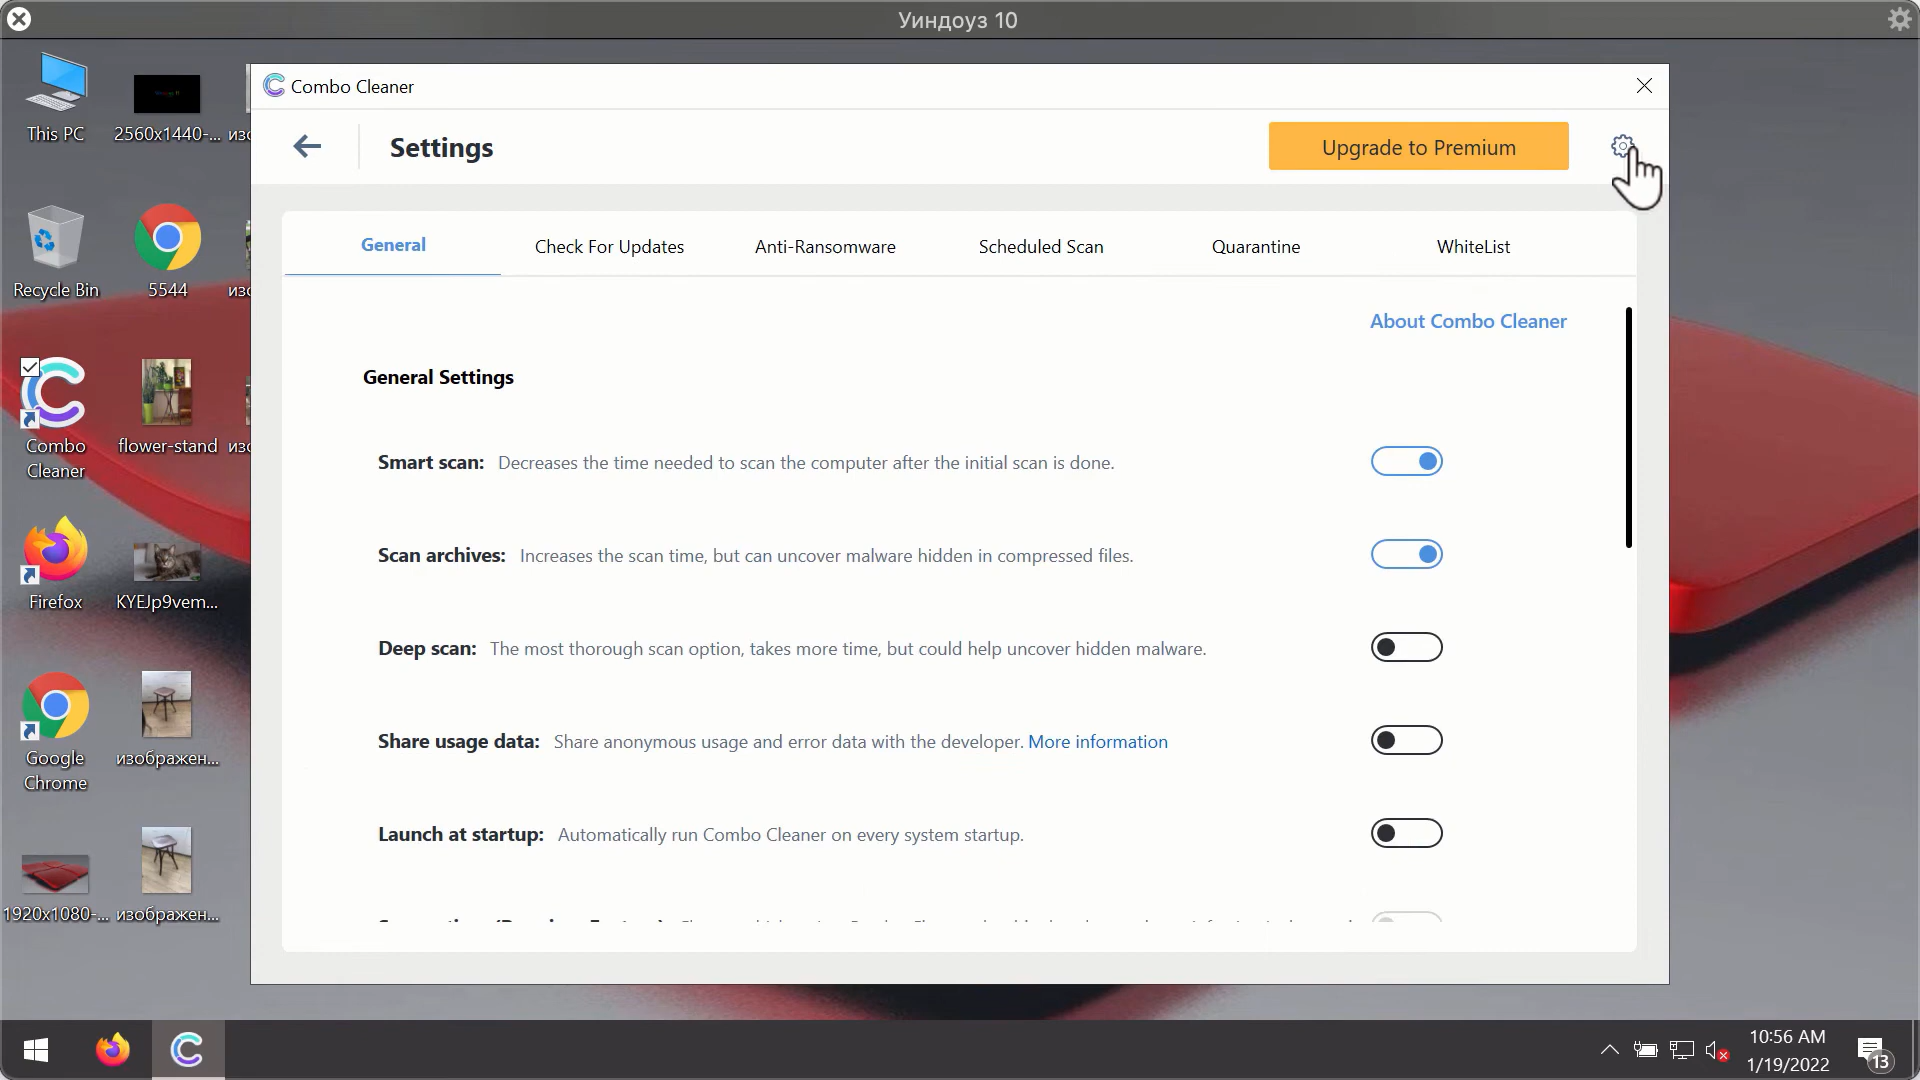 Уиндоуз 10
This PC
2560x1440-...
изо
Recycle Bin
5544
изо
Combo
Cleaner
flower-stand
изо
Firefox
KYEJp9vem...
Google
Chrome
изображен...
1920x1080-...
изображен...
Combo Cleaner
Settings
Upgrade to Premium
General
Check For Updates
Anti-Ransomware
Scheduled Scan
Quarantine
WhiteList
About Combo Cleaner
General Settings
Smart scan: Decreases the time needed to scan the computer after the initial scan is done.
Scan archives: Increases the scan time, but can uncover malware hidden in compressed files.
Deep scan: The most thorough scan option, takes more time, but could help uncover hidden malware.
Share usage data: Share anonymous usage and error data with the developer. More information
Launch at startup: Automatically run Combo Cleaner on every system startup.
10:56 AM
1/19/2022
13